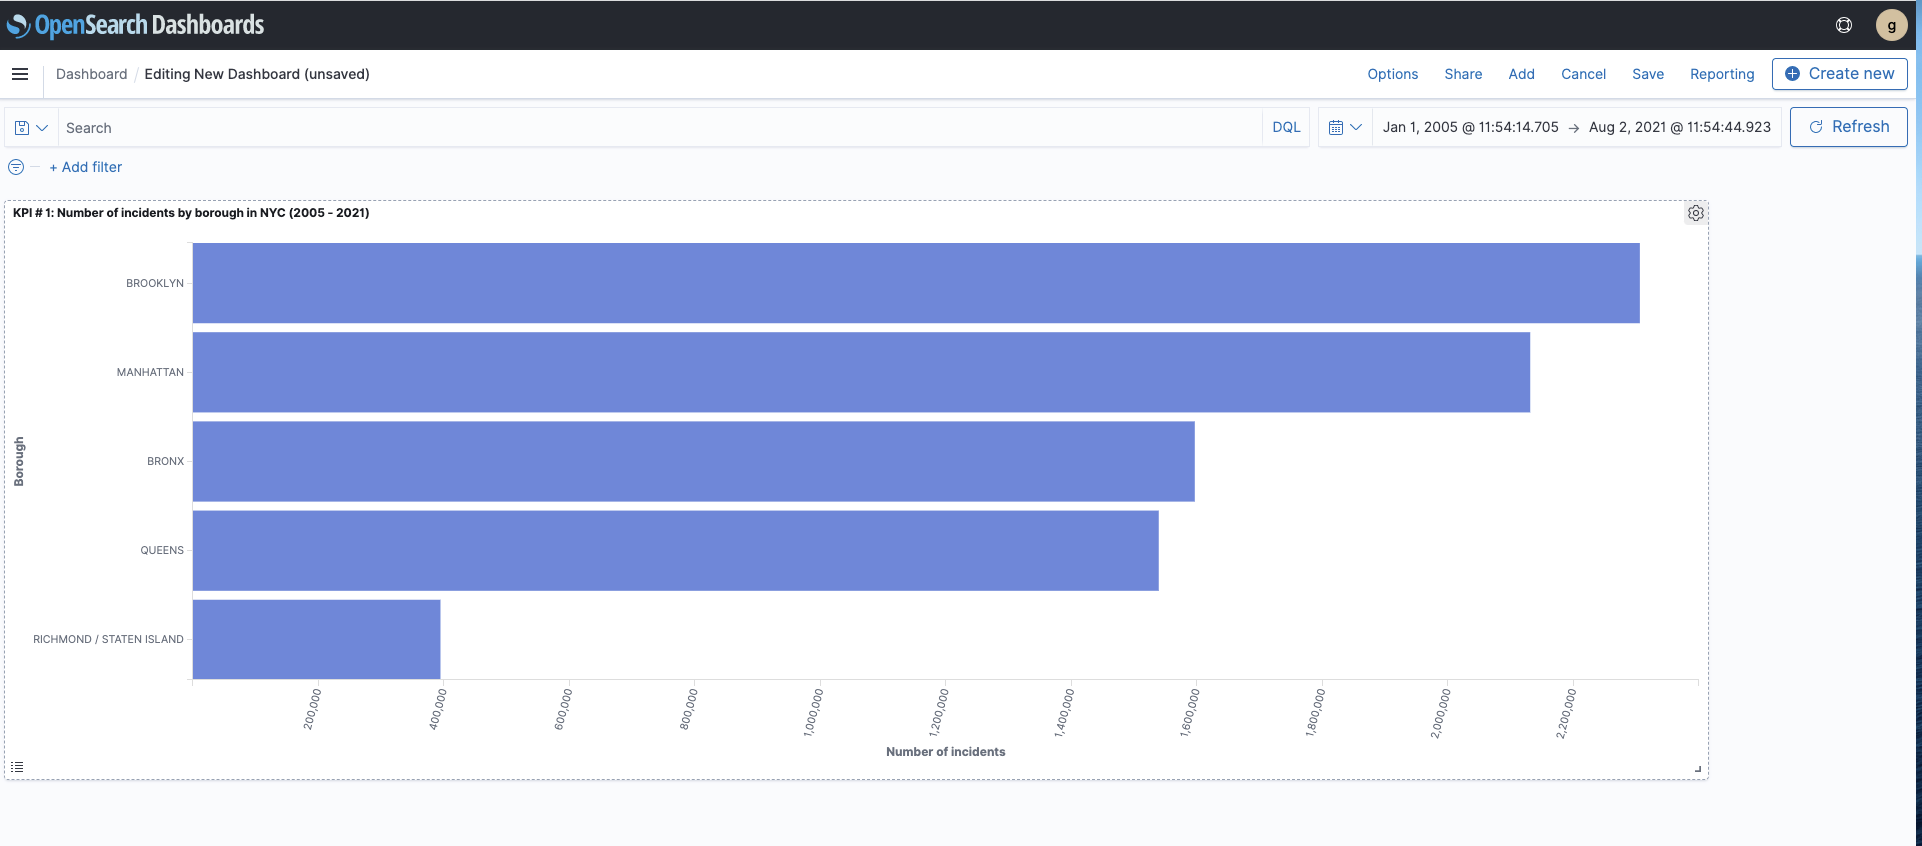 OpenSearch Dashboards
g
Dashboard / Editing New Dashboard (unsaved)
Options Share Add Cancel Save Reporting Create new
Search DQL Jan 1, 2005 @ 11:54:14.705 → Aug 2, 2021 @ 11:54:44.923 Refresh
+ Add filter
KPI # 1: Number of incidents by borough in NYC (2005 - 2021)
Borough
BROOKLYN
MANHATTAN
BRONX
QUEENS
RICHMOND / STATEN ISLAND
200,000 400,000 600,000 800,000 1,000,000 1,200,000 1,400,000 1,600,000 1,800,000 2,000,000 2,200,000
Number of incidents